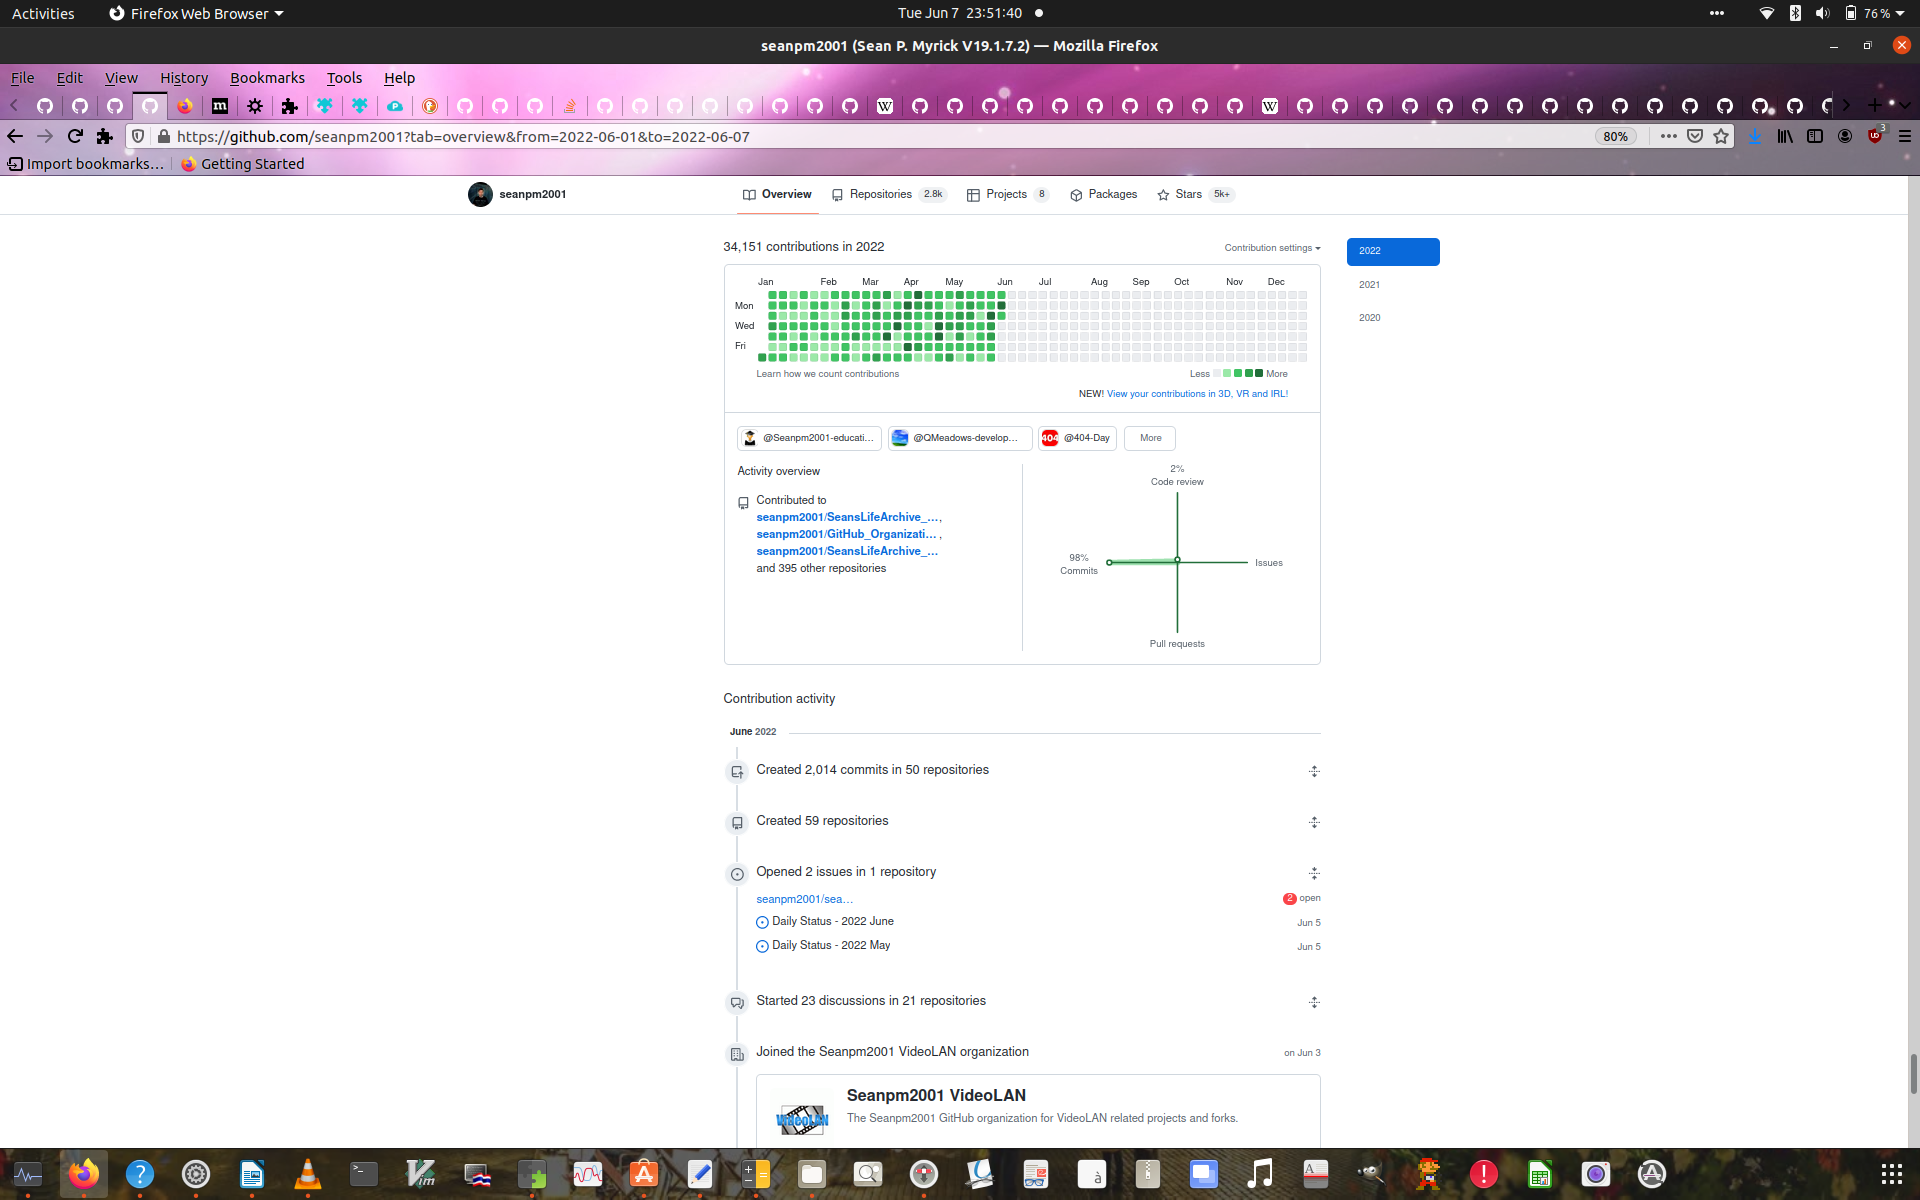 Activities Firefox Web Browser Tue Jun 7 23:51:40 76 %
seanpm2001 (Sean P. Myrick V19.1.7.2) — Mozilla Firefox
File Edit View History Bookmarks Tools Help
https://github.com/seanpm2001?tab=overview&from=2022-06-01&to=2022-06-07 80% 3
Import bookmarks… Getting Started
seanpm2001 Overview Repositories 2.8k Projects 8 Packages Stars 5k+
34,151 contributions in 2022 Contribution settings 2022
2021
2020
Jan Feb Mar Apr May Jun Jul Aug Sep Oct Nov Dec
Mon
Wed
Fri
Learn how we count contributions Less More
NEW! View your contributions in 3D, VR and IRL!
@Seanpm2001-educati… @QMeadows-develop… 404 @404-Day More
Activity overview
Contributed to
seanpm2001/SeansLifeArchive_…,
seanpm2001/GitHub_Organizati… ,
seanpm2001/SeansLifeArchive_…
and 395 other repositories
2%
Code review
98%
Commits
Issues
Pull requests
Contribution activity
June 2022
Created 2,014 commits in 50 repositories
Created 59 repositories
Opened 2 issues in 1 repository
seanpm2001/sea… 2 open
Daily Status - 2022 June Jun 5
Daily Status - 2022 May Jun 5
Started 23 discussions in 21 repositories
Joined the Seanpm2001 VideoLAN organization on Jun 3
Seanpm2001 VideoLAN
VideoLAN The Seanpm2001 GitHub organization for VideoLAN related projects and forks.